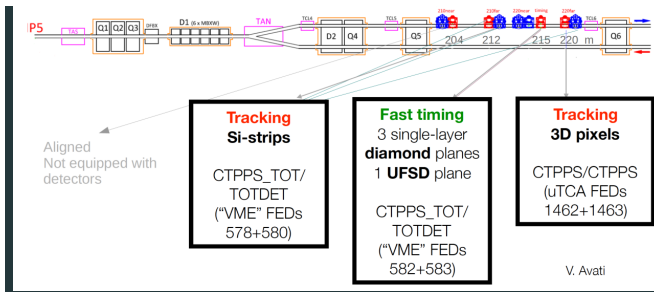 IP5
TAS
Q1 Q2 Q3
DFBX
D1 (6 x MBXW)
TAN
TCL4
D2 Q4
TCL5
Q5
210near
210far
220near
timing
220far
TCL6
Q6
204 212 215 220 m
Aligned
Not equipped with
detectors
Tracking
Si-strips
CTPPS_TOT/
TOTDET
("VME" FEDs
578+580)
Fast timing
3 single-layer
diamond planes
1 UFSD plane
CTPPS_TOT/
TOTDET
("VME" FEDs
582+583)
Tracking
3D pixels
CTPPS/CTPPS
(uTCA FEDs
1462+1463)
V. Avati